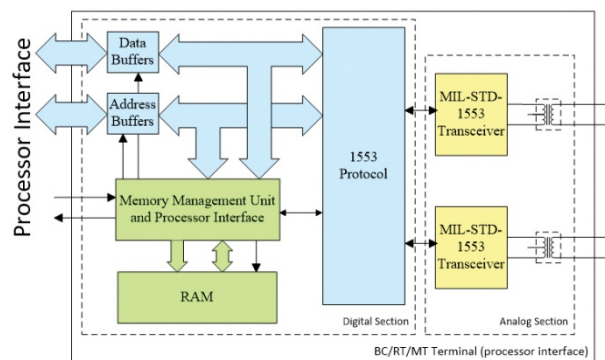 Processor Interface
Data
Buffers
Address
Buffers
Memory Management Unit
and Processor Interface
RAM
1553
Protocol
MIL-STD-
1553
Transceiver
MIL-STD-
1553
Transceiver
Digital Section
Analog Section
BC/RT/MT Terminal (processor interface)